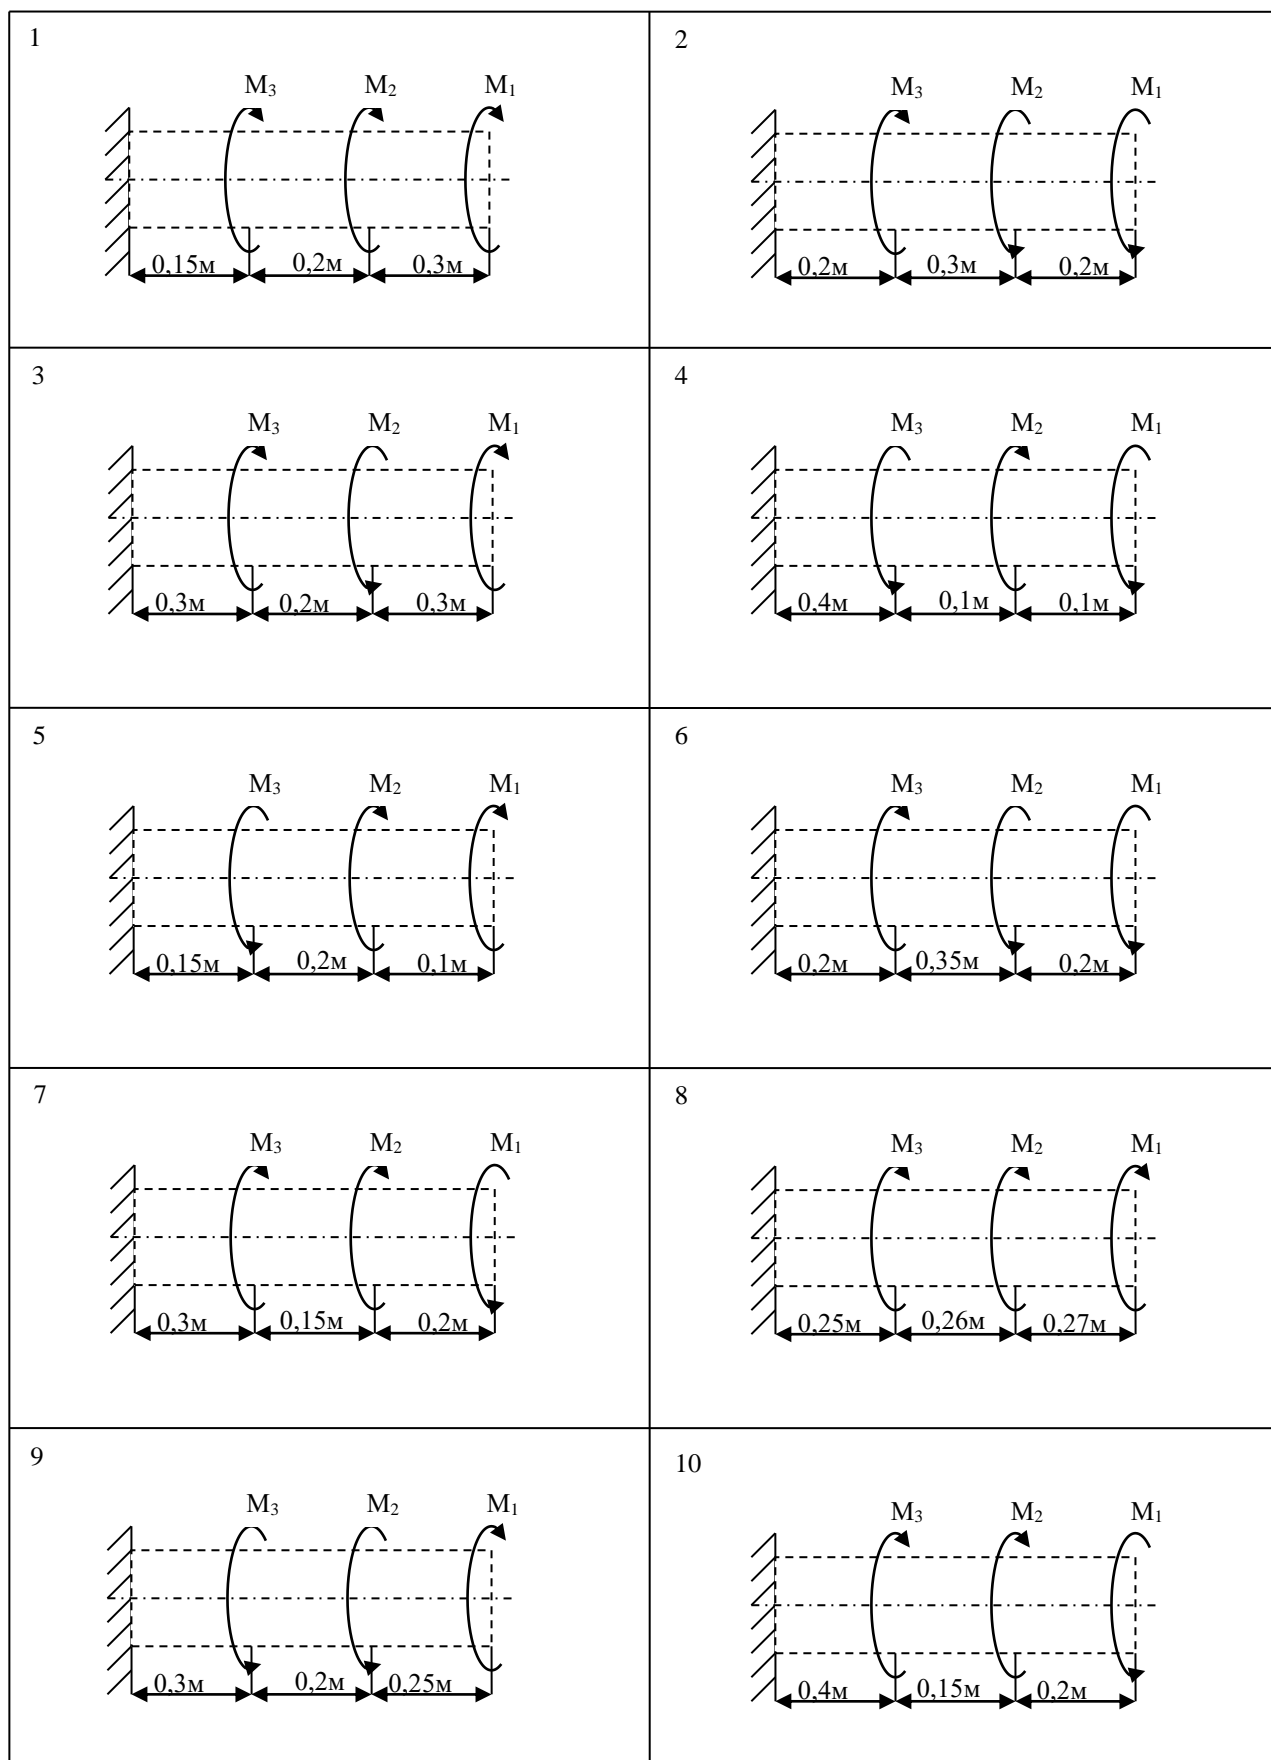 1
M₃ M₂ M₁
0,15м 0,2м 0,3м
2
M₃ M₂ M₁
0,2м 0,3м 0,2м
3
M₃ M₂ M₁
0,3м 0,2м 0,3м
4
M₃ M₂ M₁
0,4м 0,1м 0,1м
5
M₃ M₂ M₁
0,15м 0,2м 0,1м
6
M₃ M₂ M₁
0,2м 0,35м 0,2м
7
M₃ M₂ M₁
0,3м 0,15м 0,2м
8
M₃ M₂ M₁
0,25м 0,26м 0,27м
9
M₃ M₂ M₁
0,3м 0,2м 0,25м
10
M₃ M₂ M₁
0,4м 0,15м 0,2м